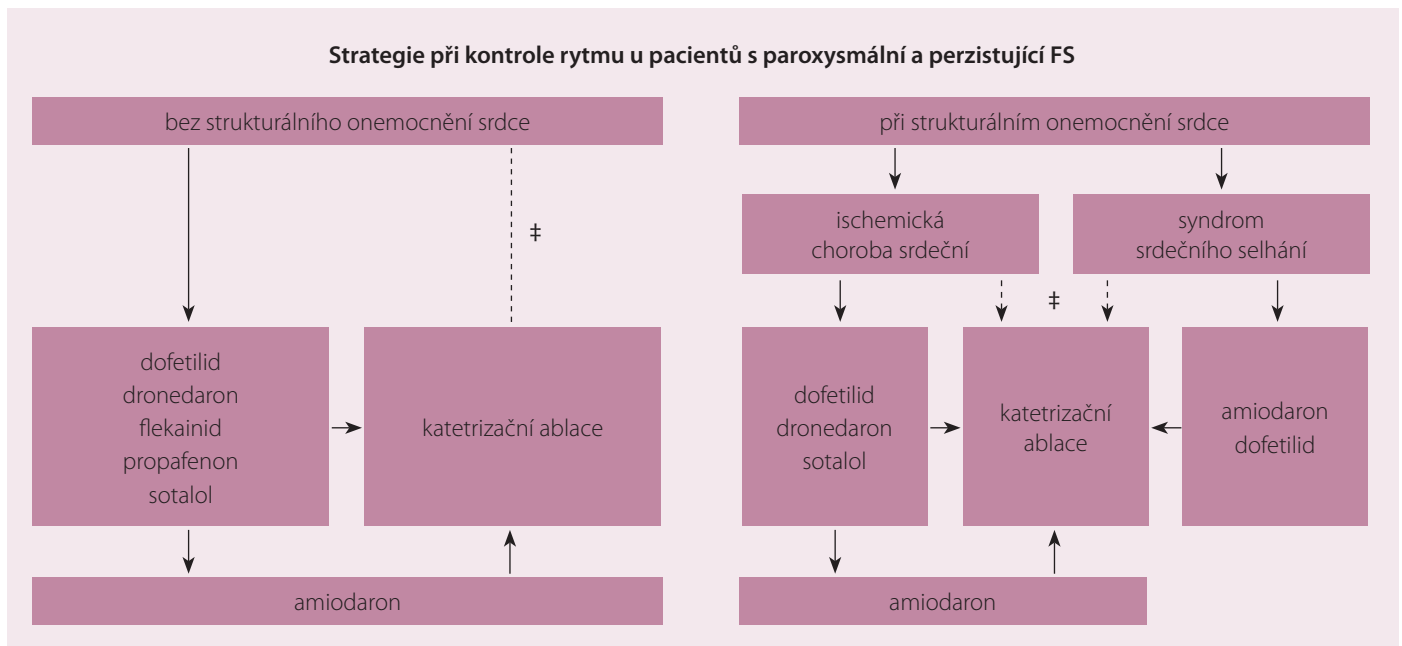 Strategie při kontrole rytmu u pacientů s paroxysmální a perzistující FS
bez strukturálního onemocnění srdce
‡
dofetilid
dronedaron
flekainid
propafenon
sotalol
katetrizační ablace
amiodaron
při strukturálním onemocnění srdce
ischemická
choroba srdeční
syndrom
srdečního selhání
‡
dofetilid
dronedaron
sotalol
katetrizační
ablace
amiodaron
dofetilid
amiodaron